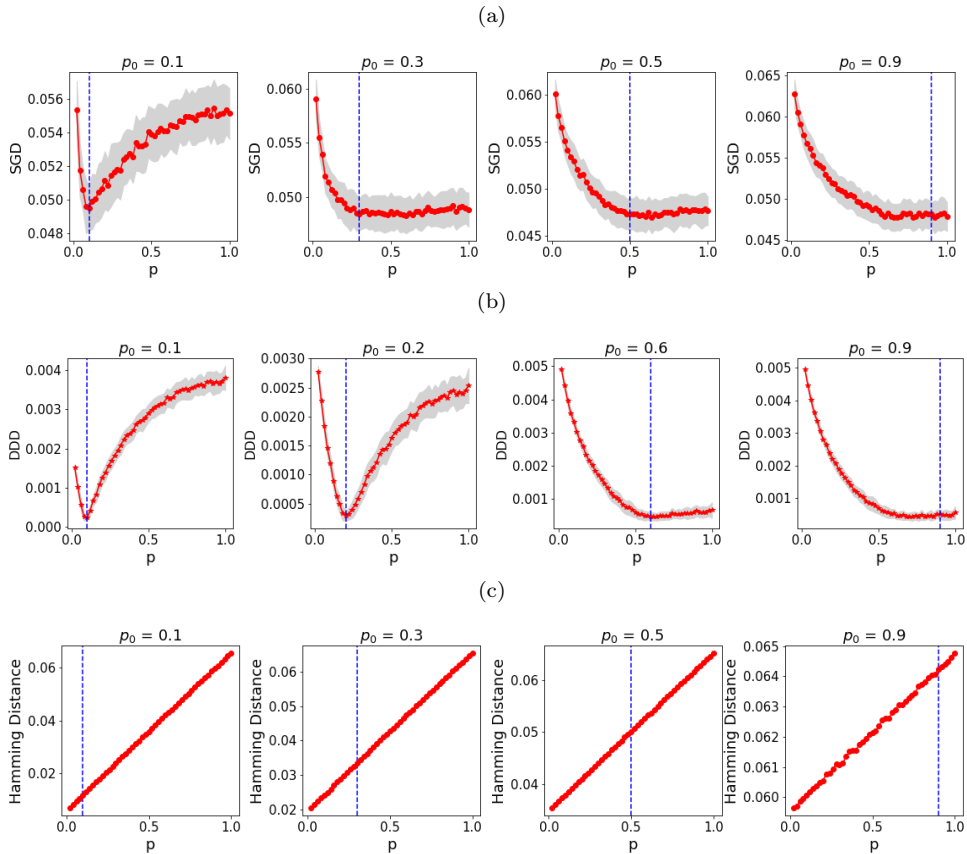 (a)
p₀ = 0.1
p₀ = 0.3
p₀ = 0.5
p₀ = 0.9
SGD
0.056
0.054
0.052
0.050
0.048
0.0
0.5
1.0
p
SGD
0.060
0.055
0.050
0.0
0.5
1.0
p
SGD
0.060
0.055
0.050
0.045
0.0
0.5
1.0
p
SGD
0.065
0.060
0.055
0.050
0.045
0.0
0.5
1.0
p
(b)
p₀ = 0.1
p₀ = 0.2
p₀ = 0.6
p₀ = 0.9
DDD
0.004
0.003
0.002
0.001
0.000
0.0
0.5
1.0
p
DDD
0.0030
0.0025
0.0020
0.0015
0.0010
0.0005
0.0
0.5
1.0
p
DDD
0.005
0.004
0.003
0.002
0.001
0.0
0.5
1.0
p
DDD
0.005
0.004
0.003
0.002
0.001
0.0
0.5
1.0
p
(c)
p₀ = 0.1
p₀ = 0.3
p₀ = 0.5
p₀ = 0.9
Hamming Distance
0.06
0.04
0.02
0.0
0.5
1.0
p
Hamming Distance
0.06
0.05
0.04
0.03
0.02
0.0
0.5
1.0
p
Hamming Distance
0.06
0.05
0.04
0.0
0.5
1.0
p
Hamming Distance
0.065
0.064
0.063
0.062
0.061
0.060
0.0
0.5
1.0
p